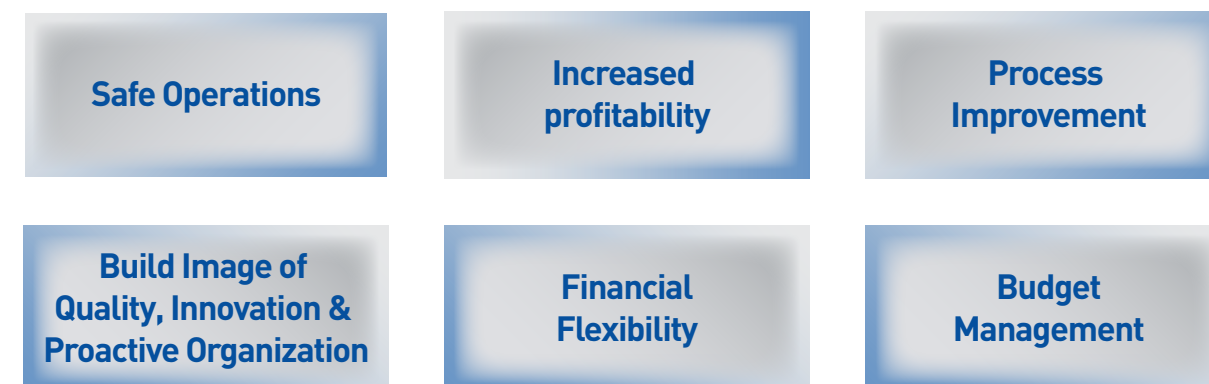 Safe Operations
Increased
profitability
Process
Improvement
Build Image of
Quality, Innovation &
Proactive Organization
Financial
Flexibility
Budget
Management